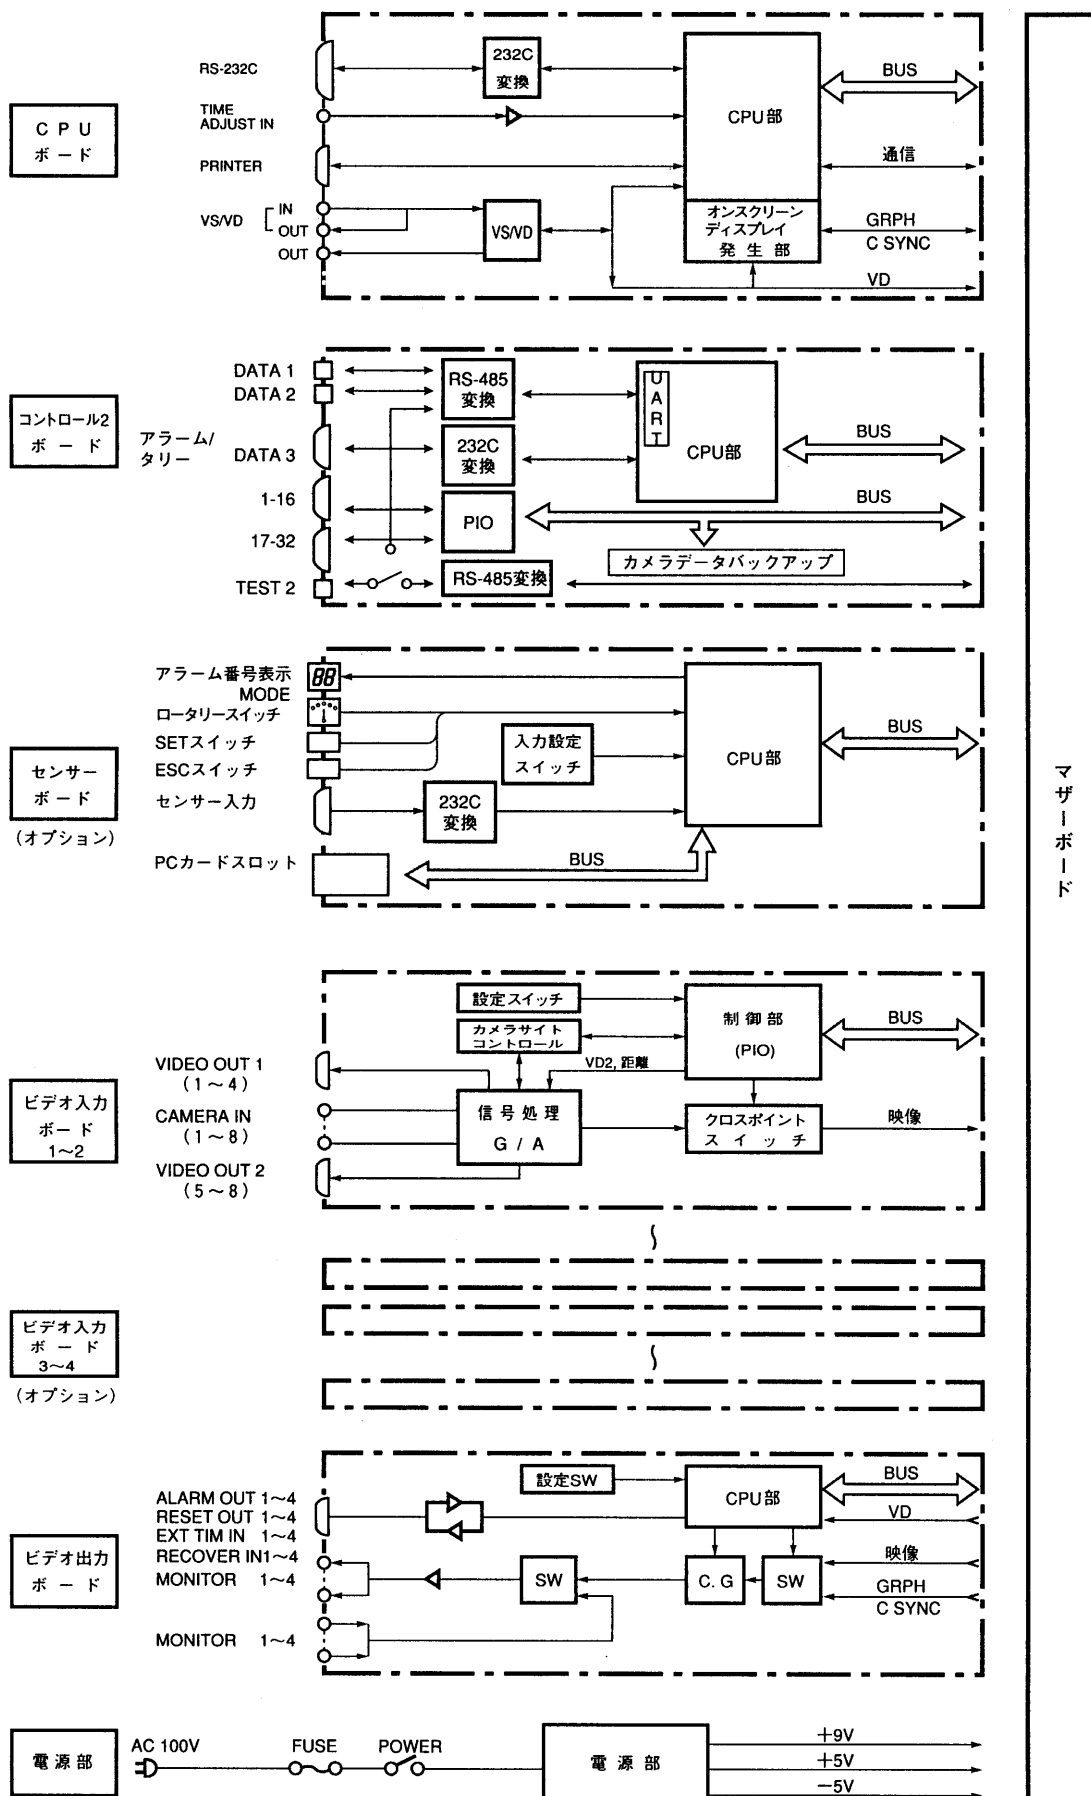 CPU
ボード
RS-232C
TIME
ADJUST IN
PRINTER
VS/VD
IN
OUT
OUT
232C
変換
VS/VD
CPU部
オンスクリーン
ディスプレイ
発生部
BUS
通信
GRPH
C SYNC
VD
コントロール2
ボード
アラーム/
タリー
DATA 1
DATA 2
DATA 3
1-16
17-32
TEST 2
RS-485
変換
232C
変換
PIO
RS-485変換
UART
CPU部
BUS
BUS
カメラデータバックアップ
センサー
ボード
(オプション)
アラーム番号表示
MODE
ロータリースイッチ
SETスイッチ
ESCスイッチ
センサー入力
PCカードスロット
88
入力設定
スイッチ
232C
変換
CPU部
BUS
BUS
マザーボード
ビデオ入力
ボード
1〜2
VIDEO OUT 1
(1〜4)
CAMERA IN
(1〜8)
VIDEO OUT 2
(5〜8)
設定スイッチ
カメラサイト
コントロール
VD2, 距離
信号処理
G / A
制御部
(PIO)
クロスポイント
スイッチ
BUS
映像
ビデオ入力
ボード
3〜4
(オプション)
ビデオ出力
ボード
ALARM OUT 1〜4
RESET OUT 1〜4
EXT TIM IN 1〜4
RECOVER IN1〜4
MONITOR 1〜4
MONITOR 1〜4
設定SW
CPU部
SW
C. G
SW
BUS
VD
映像
GRPH
C SYNC
電源部
AC 100V
FUSE
POWER
電源部
+9V
+5V
−5V